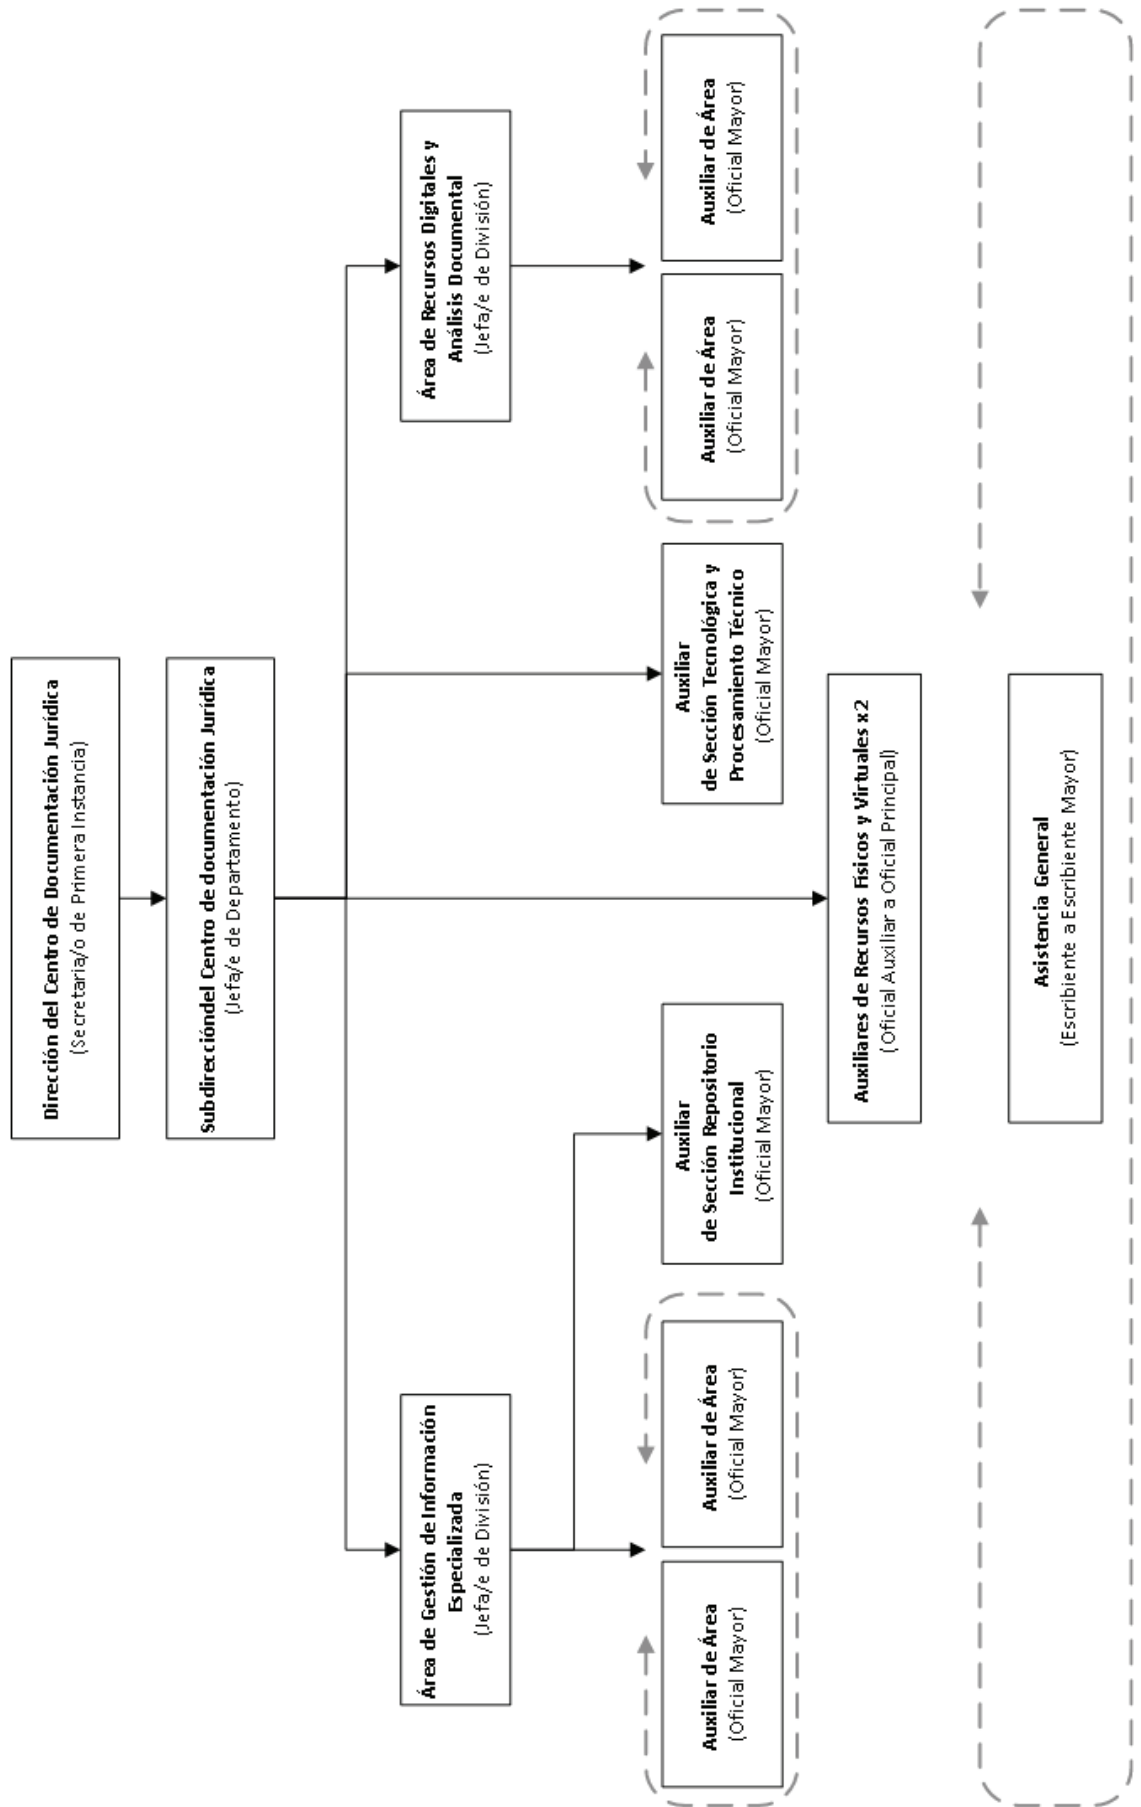 Dirección del Centro de Documentación Jurídica
(Secretaria/o de Primera Instancia)
Subdireccióndel Centro de documentación Jurídica
(Jefa/e de Departamento)
Área de Gestión de Información
Especializada
(Jefa/e de División)
Área de Recursos Digitales y
Análisis Documental
(Jefa/e de División)
Auxiliar de Área
(Oficial Mayor)
Auxiliar de Área
(Oficial Mayor)
Auxiliar
de Sección Repositorio
Institucional
(Oficial Mayor)
Auxiliar
de Sección Tecnológica y
Procesamiento Técnico
(Oficial Mayor)
Auxiliar de Área
(Oficial Mayor)
Auxiliar de Área
(Oficial Mayor)
Auxiliares de Recursos Físicos y Virtuales x2
(Oficial Auxiliar a Oficial Principal)
Asistencia General
(Escribiente a Escribiente Mayor)